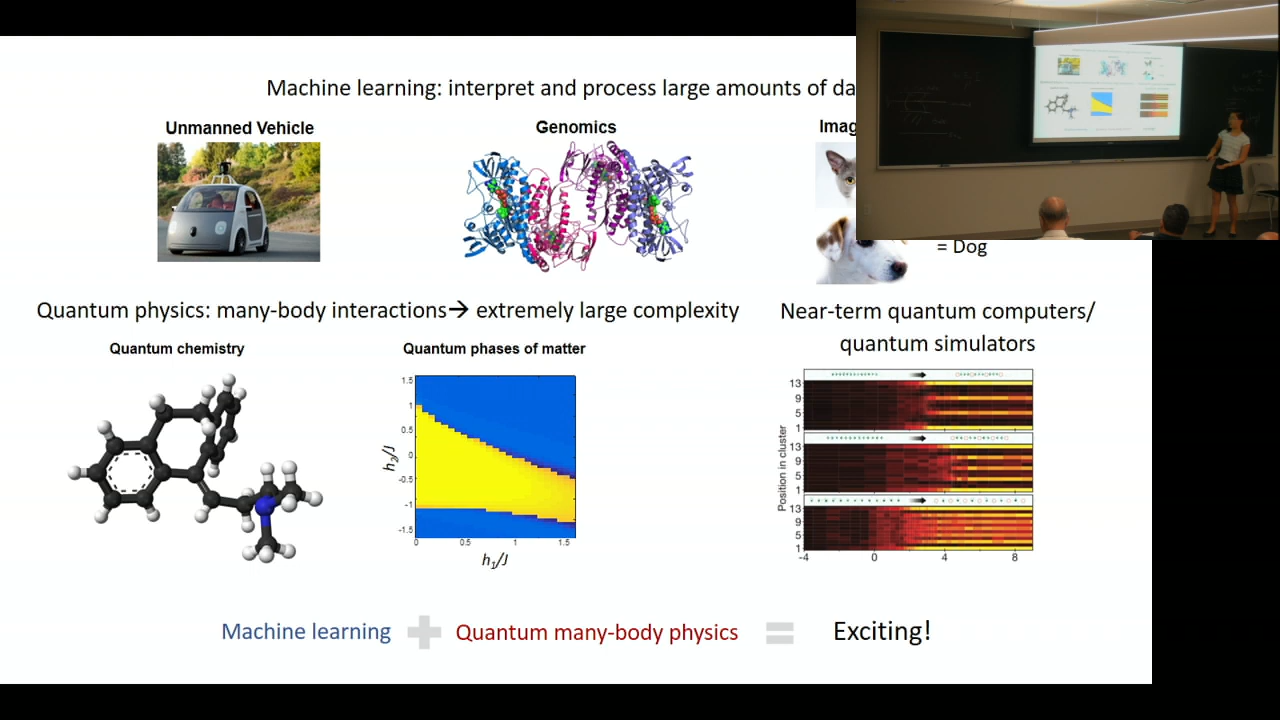 Machine learning: interpret and process large amounts of da
Unmanned Vehicle
Genomics
Imag
= Dog
Quantum physics: many-body interactions→ extremely large complexity
Near-term quantum computers/
quantum simulators
Quantum chemistry
Quantum phases of matter
1.5
1
0.5
0
-0.5
-1
-1.5
h2/J
0 0.5 1 1.5
h1/J
Position in cluster
13
9
5
1
13
9
5
1
13
9
5
1
-4 0 4 8
Machine learning + Quantum many-body physics = Exciting!